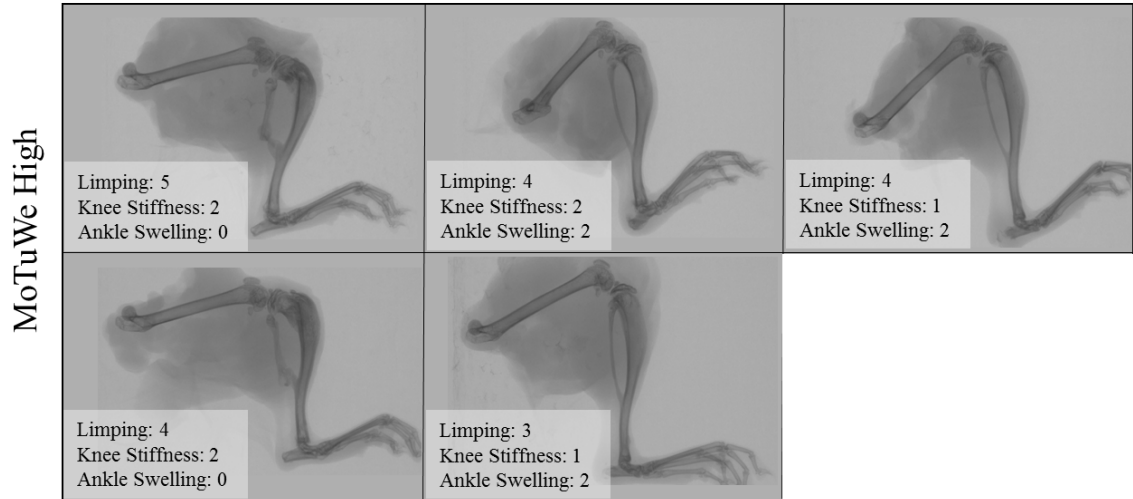 MoTuWe High
Limping: 5
Knee Stiffness: 2
Ankle Swelling: 0
Limping: 4
Knee Stiffness: 2
Ankle Swelling: 2
Limping: 4
Knee Stiffness: 1
Ankle Swelling: 2
Limping: 4
Knee Stiffness: 2
Ankle Swelling: 0
Limping: 3
Knee Stiffness: 1
Ankle Swelling: 2